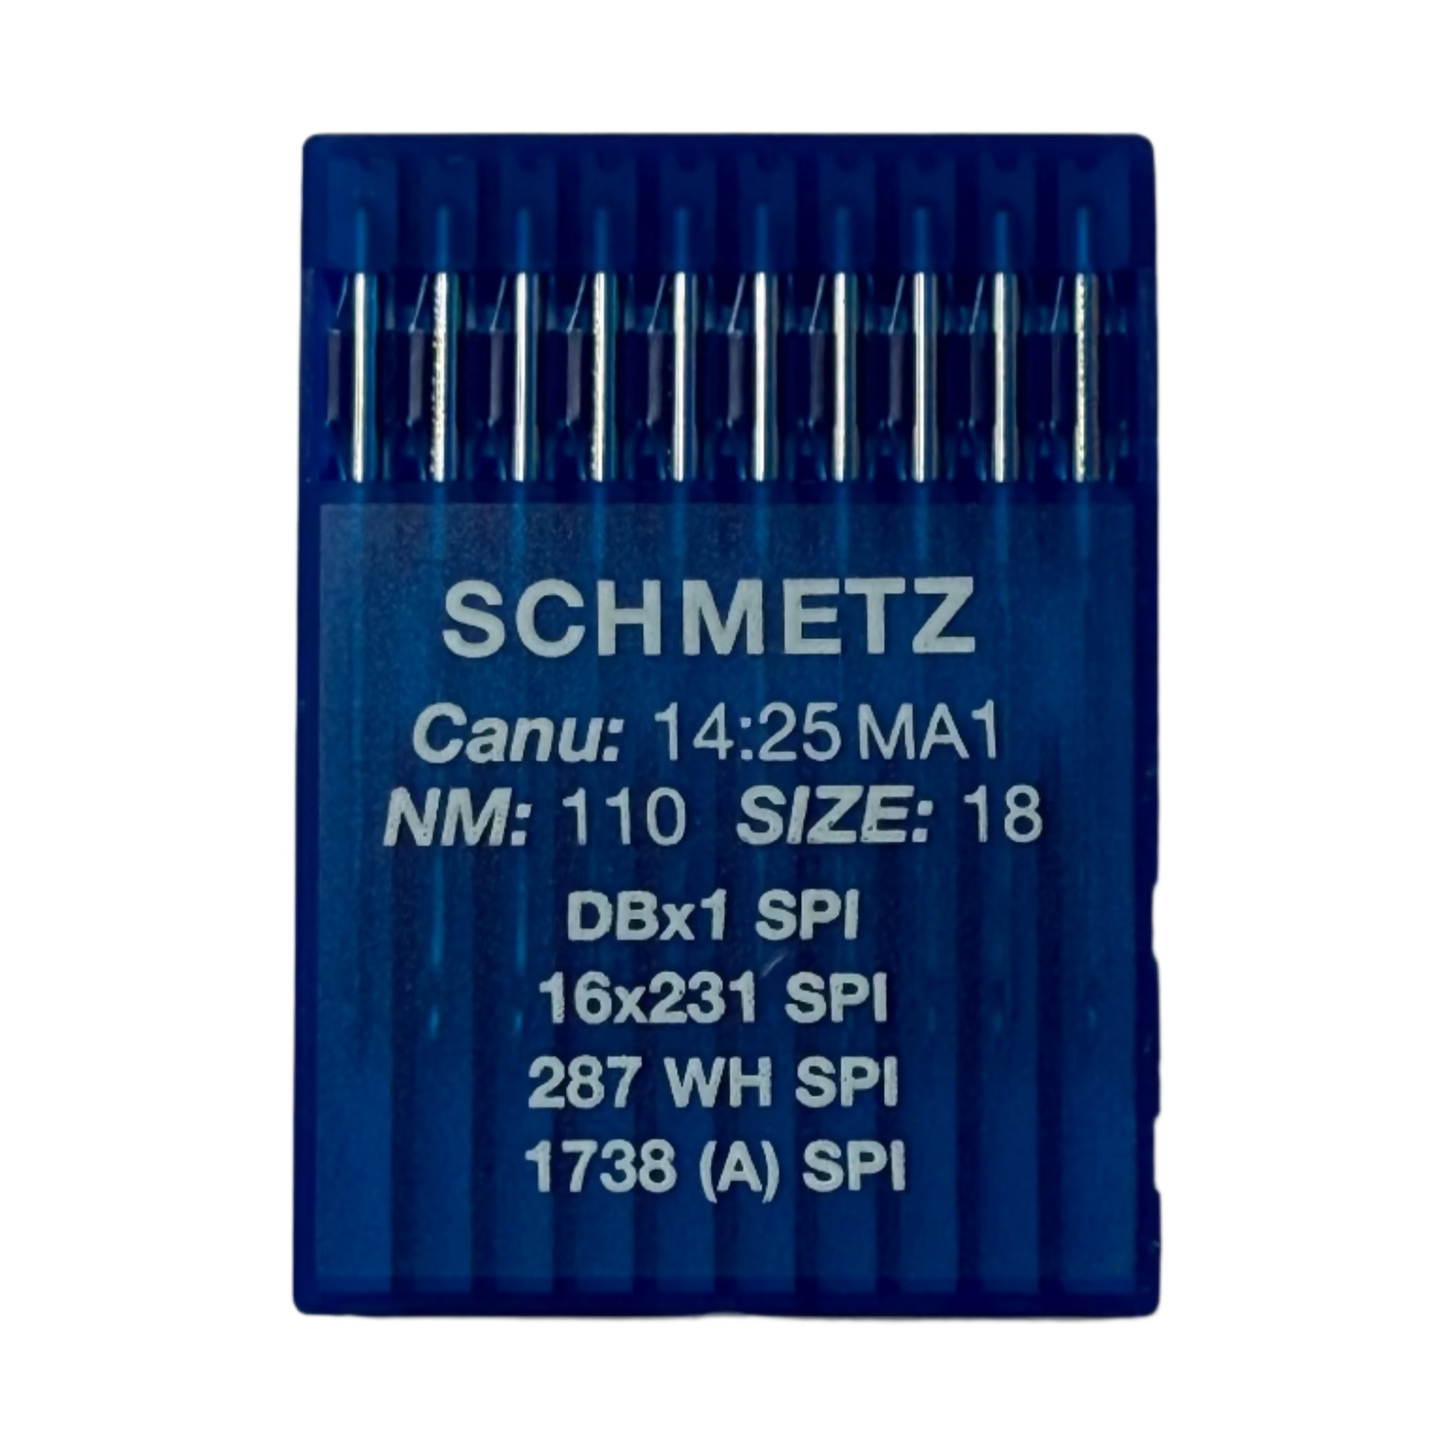 SCHMETZ
Canu: 14:25 MA1
NM: 110 SIZE: 18
DBx1 SPI
16x231 SPI
287 WH SPI
1738 (A) SPI